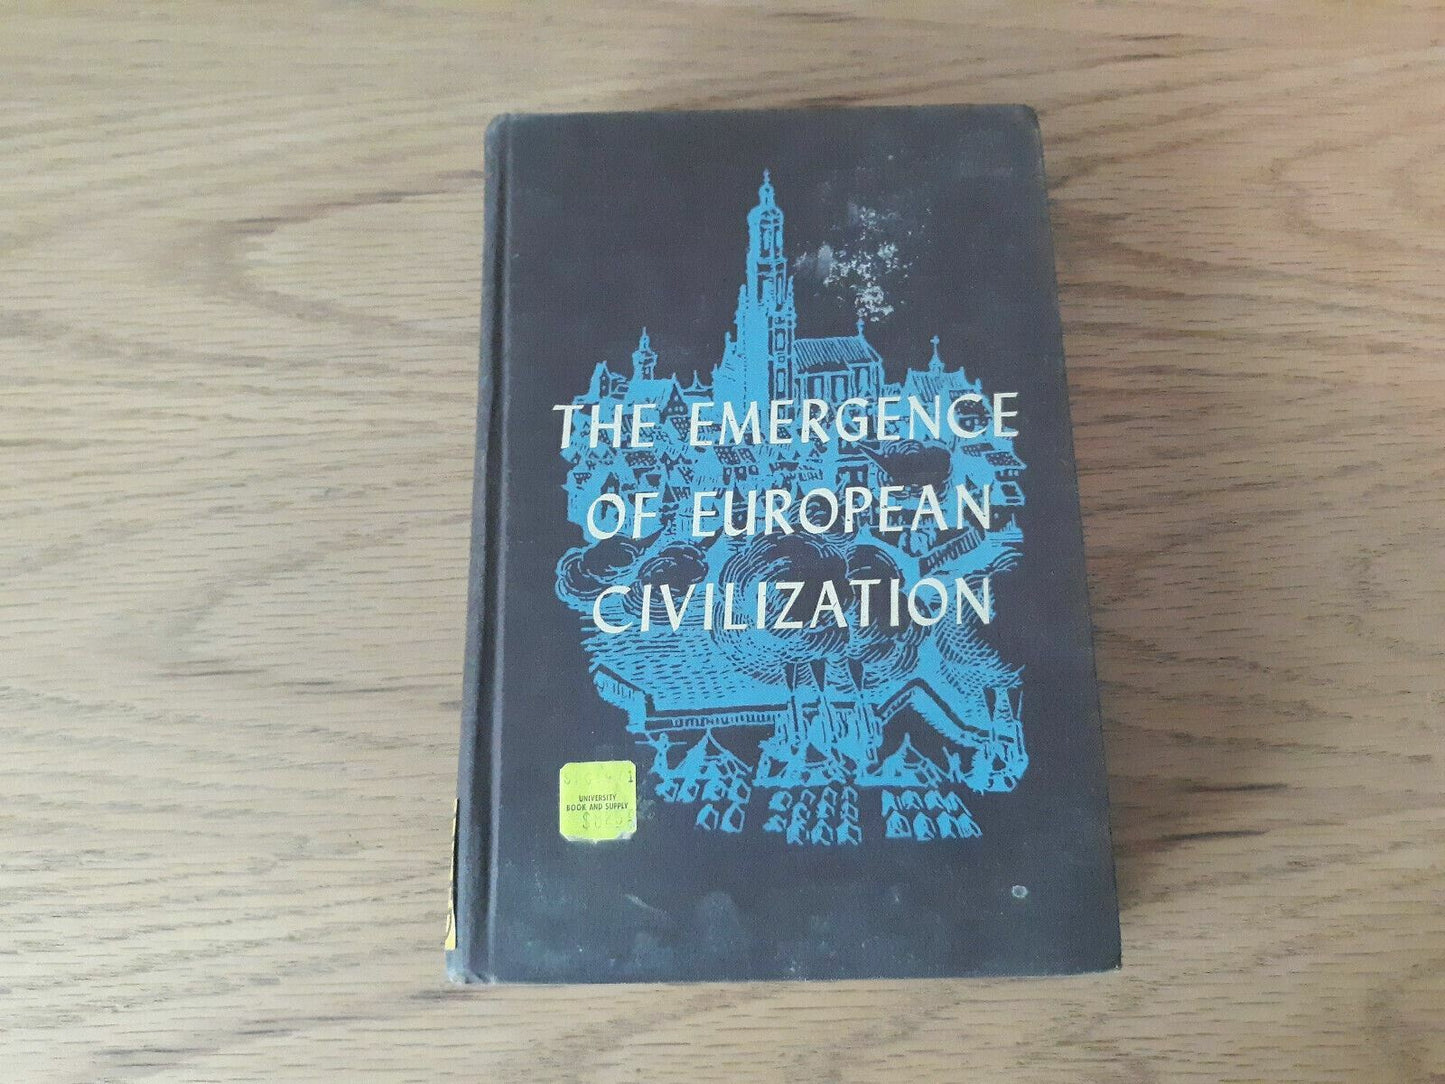 THE EMERGENCE
OF EUROPEAN
CIVILIZATION
UNIVERSITY
BOOK AND SUPPLY